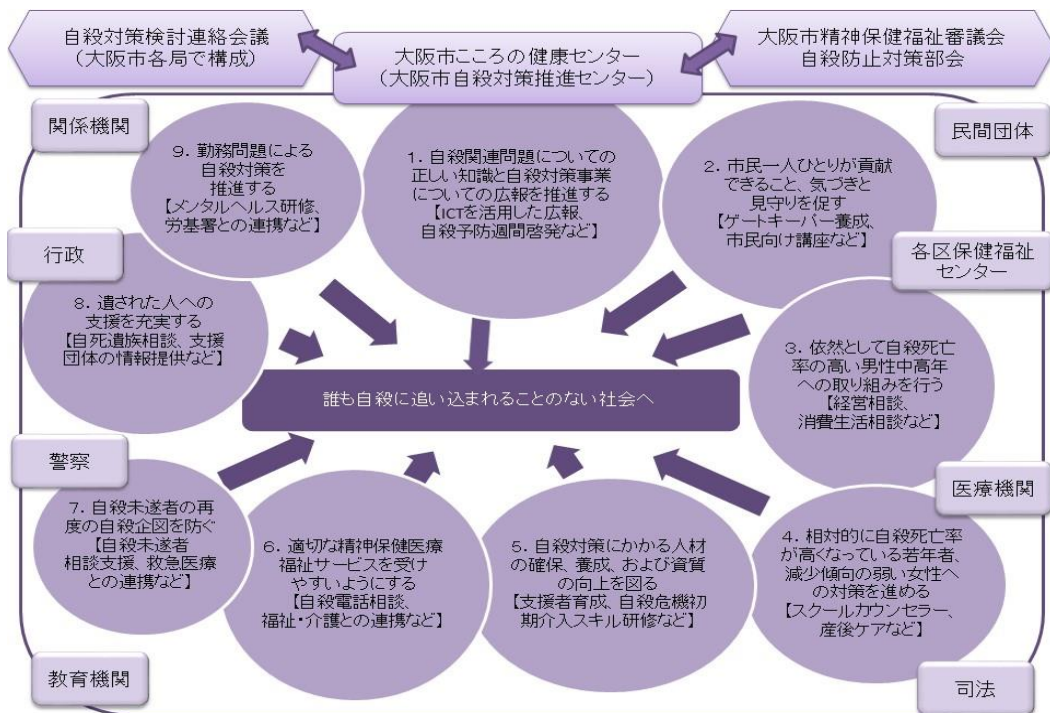 自殺対策検討連絡会議
(大阪市各局で構成)
大阪市こころの健康センター
(大阪市自殺対策推進センター)
大阪市精神保健福祉審議会
自殺防止対策部会
関係機関
民間団体
9．勤務問題による
自殺対策を
推進する
【メンタルヘルス研修、
労基署との連携など】
1．自殺関連問題についての
正しい知識と自殺対策事業
についての広報を推進する
【ICTを活用した広報、
自殺予防週間啓発など】
2．市民一人ひとりが貢献
できること、気づきと
見守りを促す
【ゲートキーパー養成、
市民向け講座など】
行政
各区保健福祉
センター
8．遺された人への
支援を充実する
【自死遺族相談、支援
団体の情報提供など】
3．依然として自殺死亡
率の高い男性中高年
への取り組みを行う
【経営相談、
消費生活相談など】
誰も自殺に追い込まれることのない社会へ
警察
医療機関
7．自殺未遂者の再
度の自殺企図を防ぐ
【自殺未遂者
相談支援、救急医療
との連携など】
6．適切な精神保健医療
福祉サービスを受け
やすいようにする
【自殺電話相談、
福祉・介護との連携など】
5．自殺対策にかかる人材
の確保、養成、および資質
の向上を図る
【支援者育成、自殺危機初
期介入スキル研修など】
4．相対的に自殺死亡率
が高くなっている若年者、
減少傾向の弱い女性へ
の対策を進める
【スクールカウンセラー、
産後ケアなど】
教育機関
司法